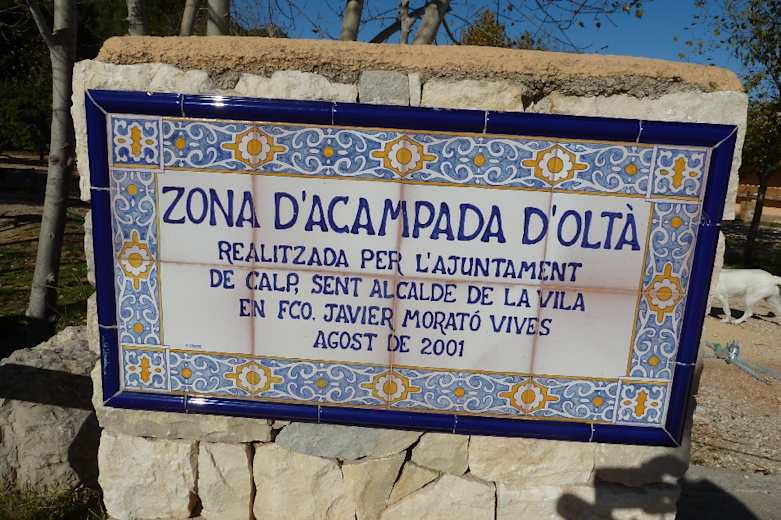 ZONA D'ACAMPADA D'OLTÀ
REALITZADA PER L'AJUNTAMENT
DE CALP, SENT ALCALDE DE LA VILA
EN FCO. JAVIER MORATÓ VIVES
AGOST DE 2001